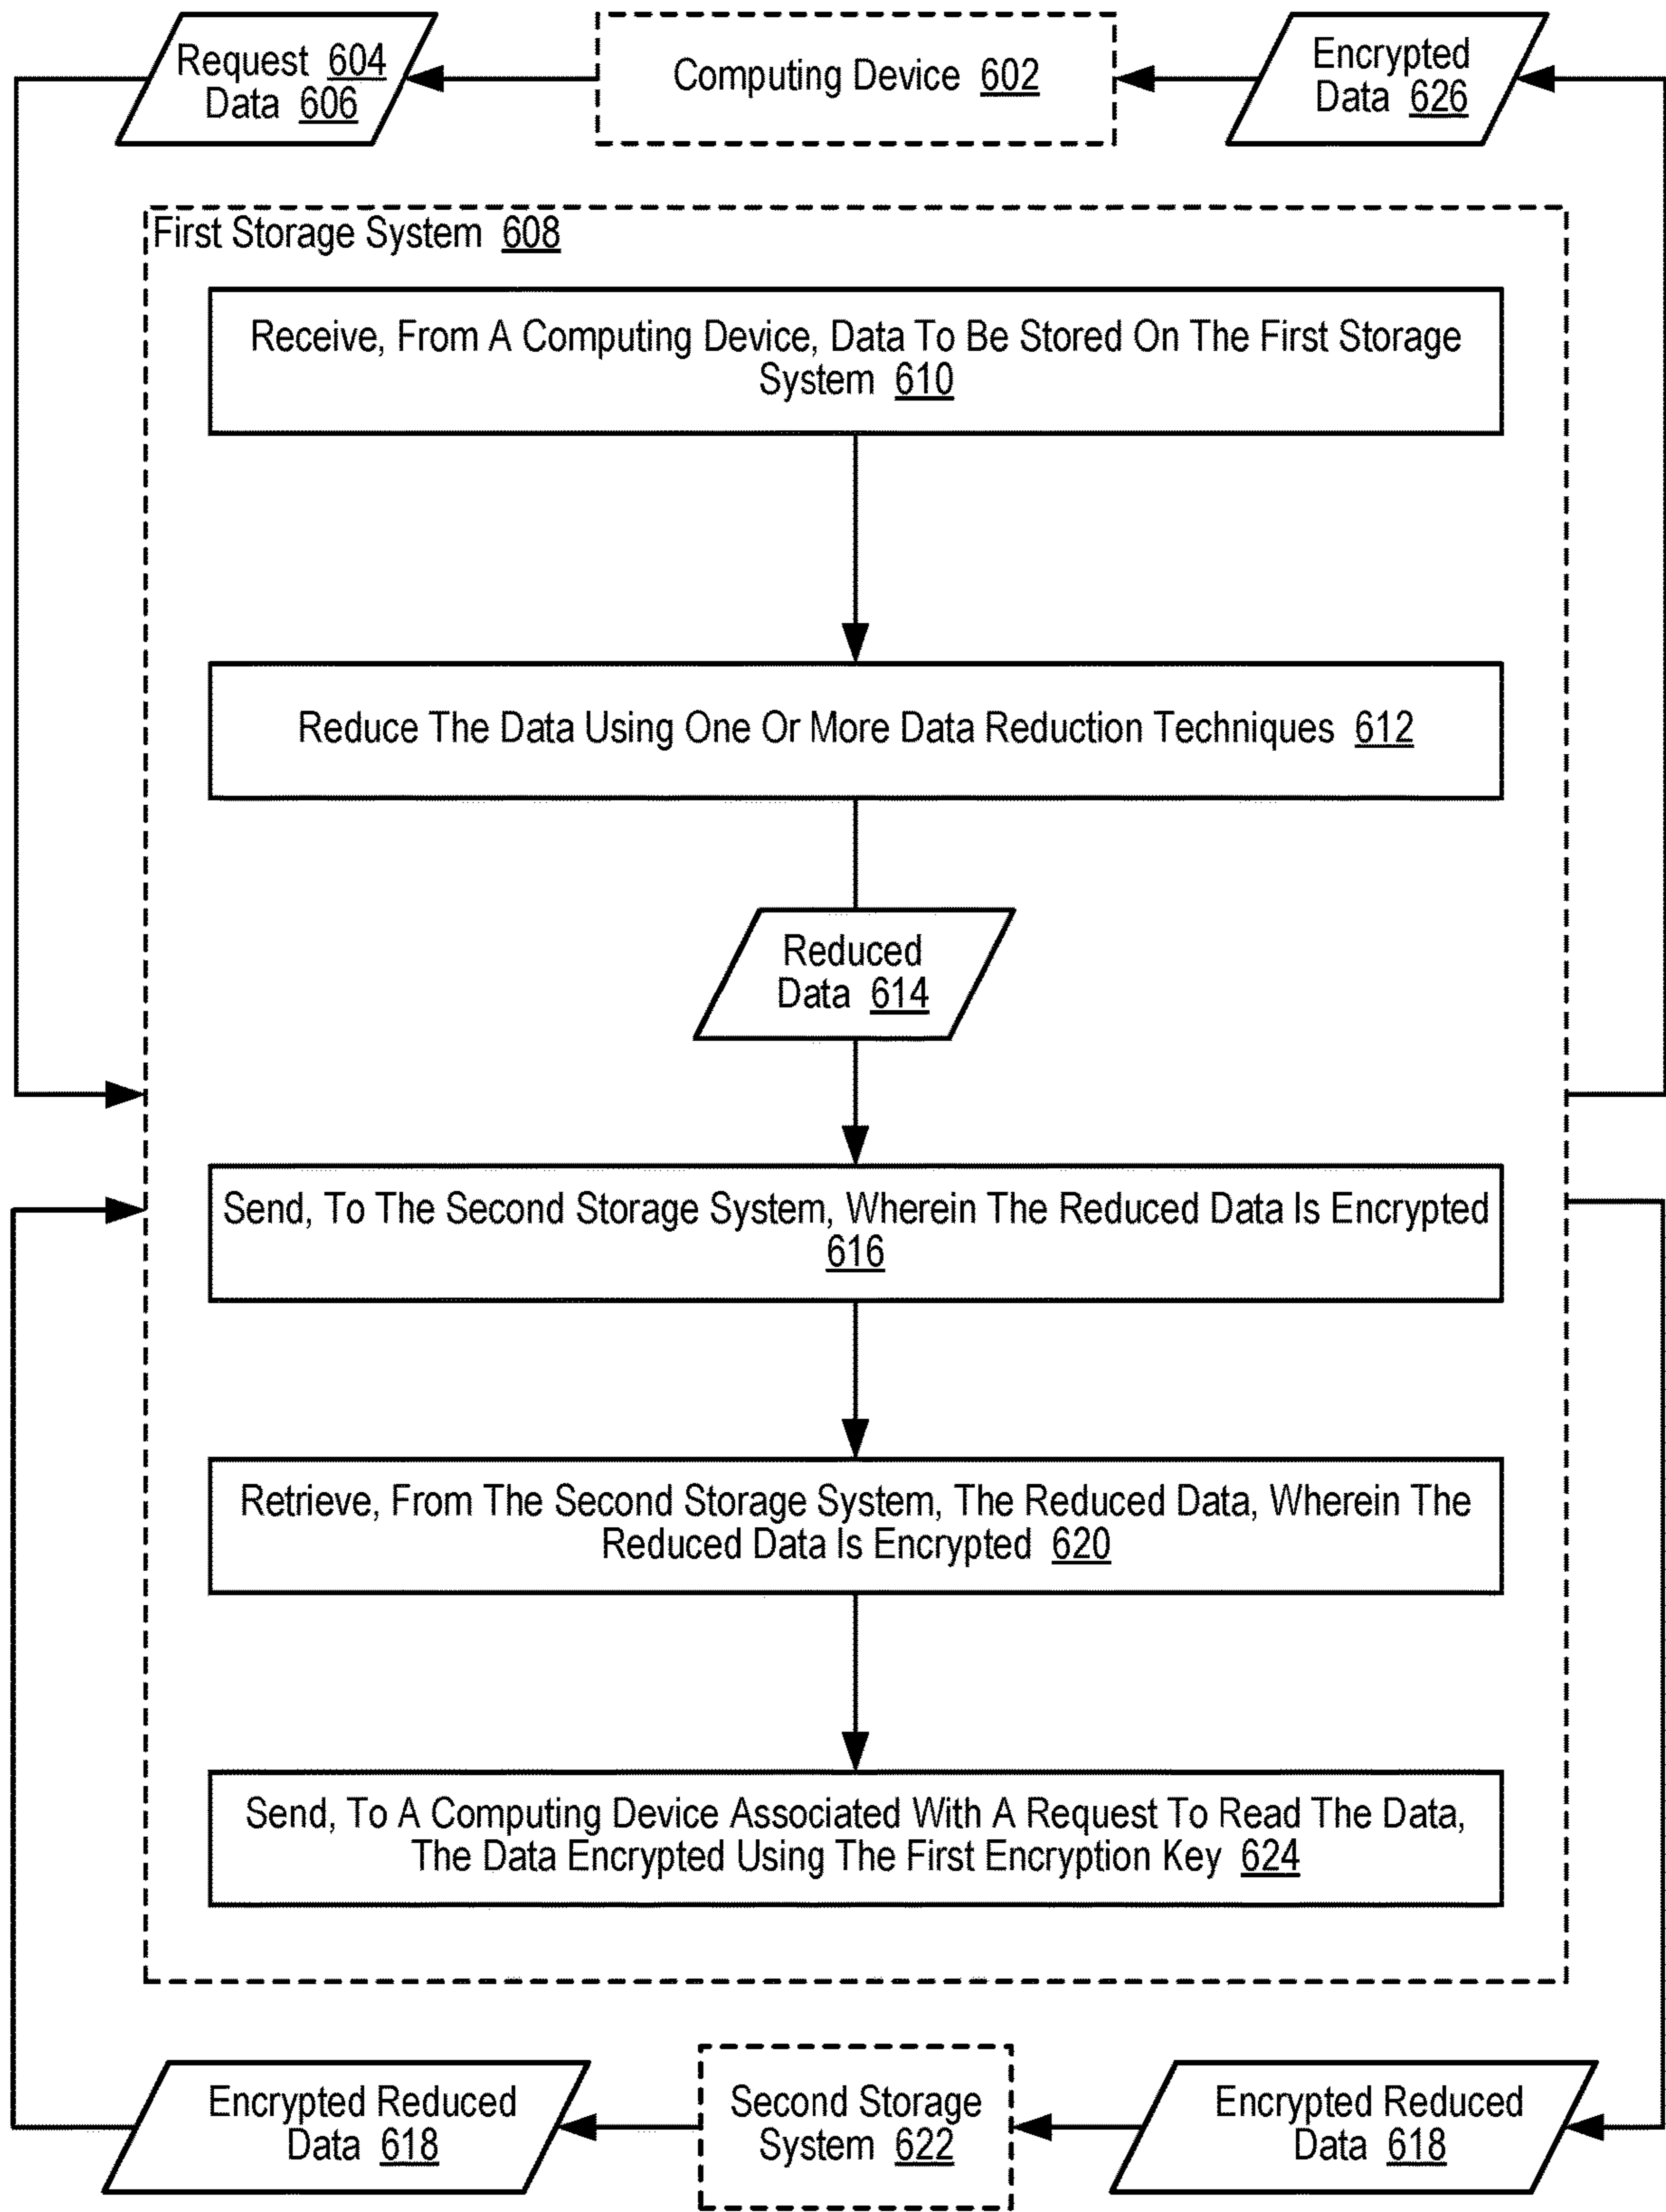 Request 604
Data 606
Computing Device 602
Encrypted
Data 626
First Storage System 608
Receive, From A Computing Device, Data To Be Stored On The First Storage
System 610
Reduce The Data Using One Or More Data Reduction Techniques 612
Reduced
Data 614
Send, To The Second Storage System, Wherein The Reduced Data Is Encrypted
616
Retrieve, From The Second Storage System, The Reduced Data, Wherein The
Reduced Data Is Encrypted 620
Send, To A Computing Device Associated With A Request To Read The Data,
The Data Encrypted Using The First Encryption Key 624
Encrypted Reduced
Data 618
Second Storage
System 622
Encrypted Reduced
Data 618